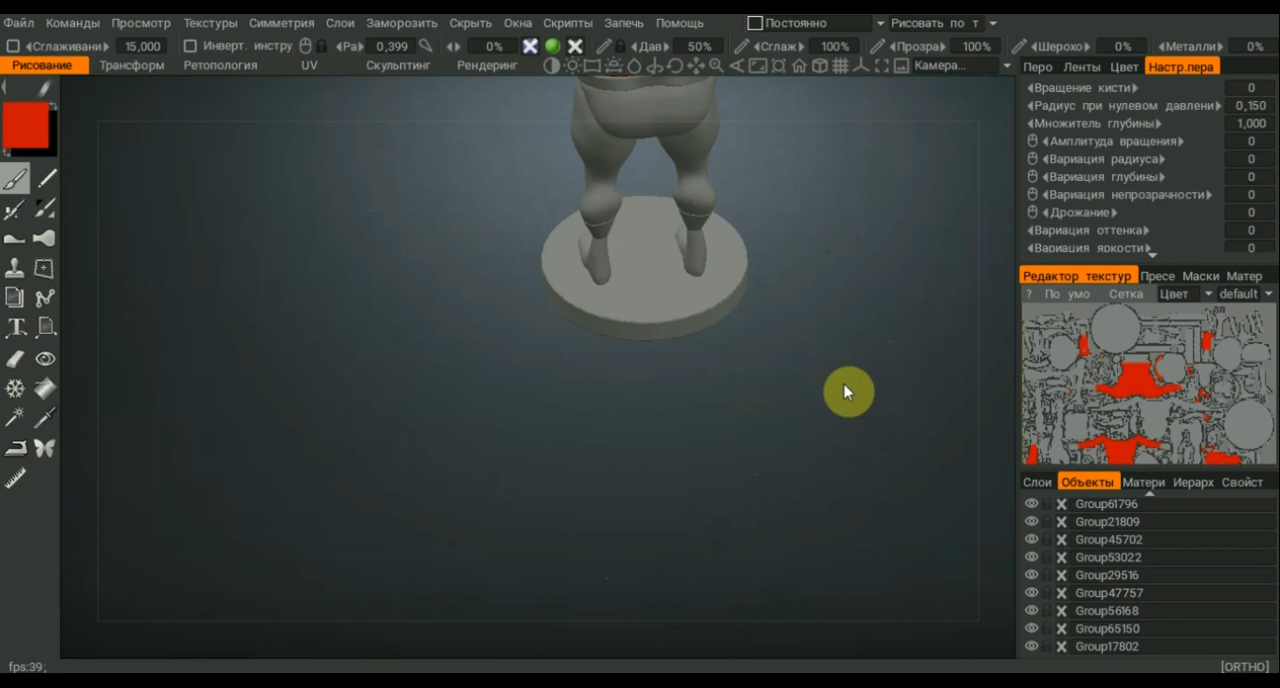 Файл Команды Просмотр Текстуры Симметрия Слои Заморозить Скрыть Окна Скрипты Запечь Помощь Постоянно Рисовать по т
Сглаживани 15,000 Инверт. инстру Ра 0,399 0% Дав 50% Сглаж 100% Прозра 100% Шерохо 0% Металли 0%
Рисование Трансформ Ретопология UV Скульптинг Рендеринг Камера...
Перо Ленты Цвет Настр.пера
Вращение кисти 0
Радиус при нулевом давлени 0,150
Множитель глубины 1,000
Амплитуда вращения 0
Вариация радиуса 0
Вариация глубины 0
Вариация непрозрачности 0
Дрожание 0
Вариация оттенка 0
Вариация яркости 0
Редактор текстур Пресе Маски Матер
? По умо Сетка Цвет default
Слои Объекты Матери Иерарх Свойст
Group61796
Group21809
Group45702
Group53022
Group29516
Group47757
Group56168
Group65150
Group17802
fps:39; [ORTHO]